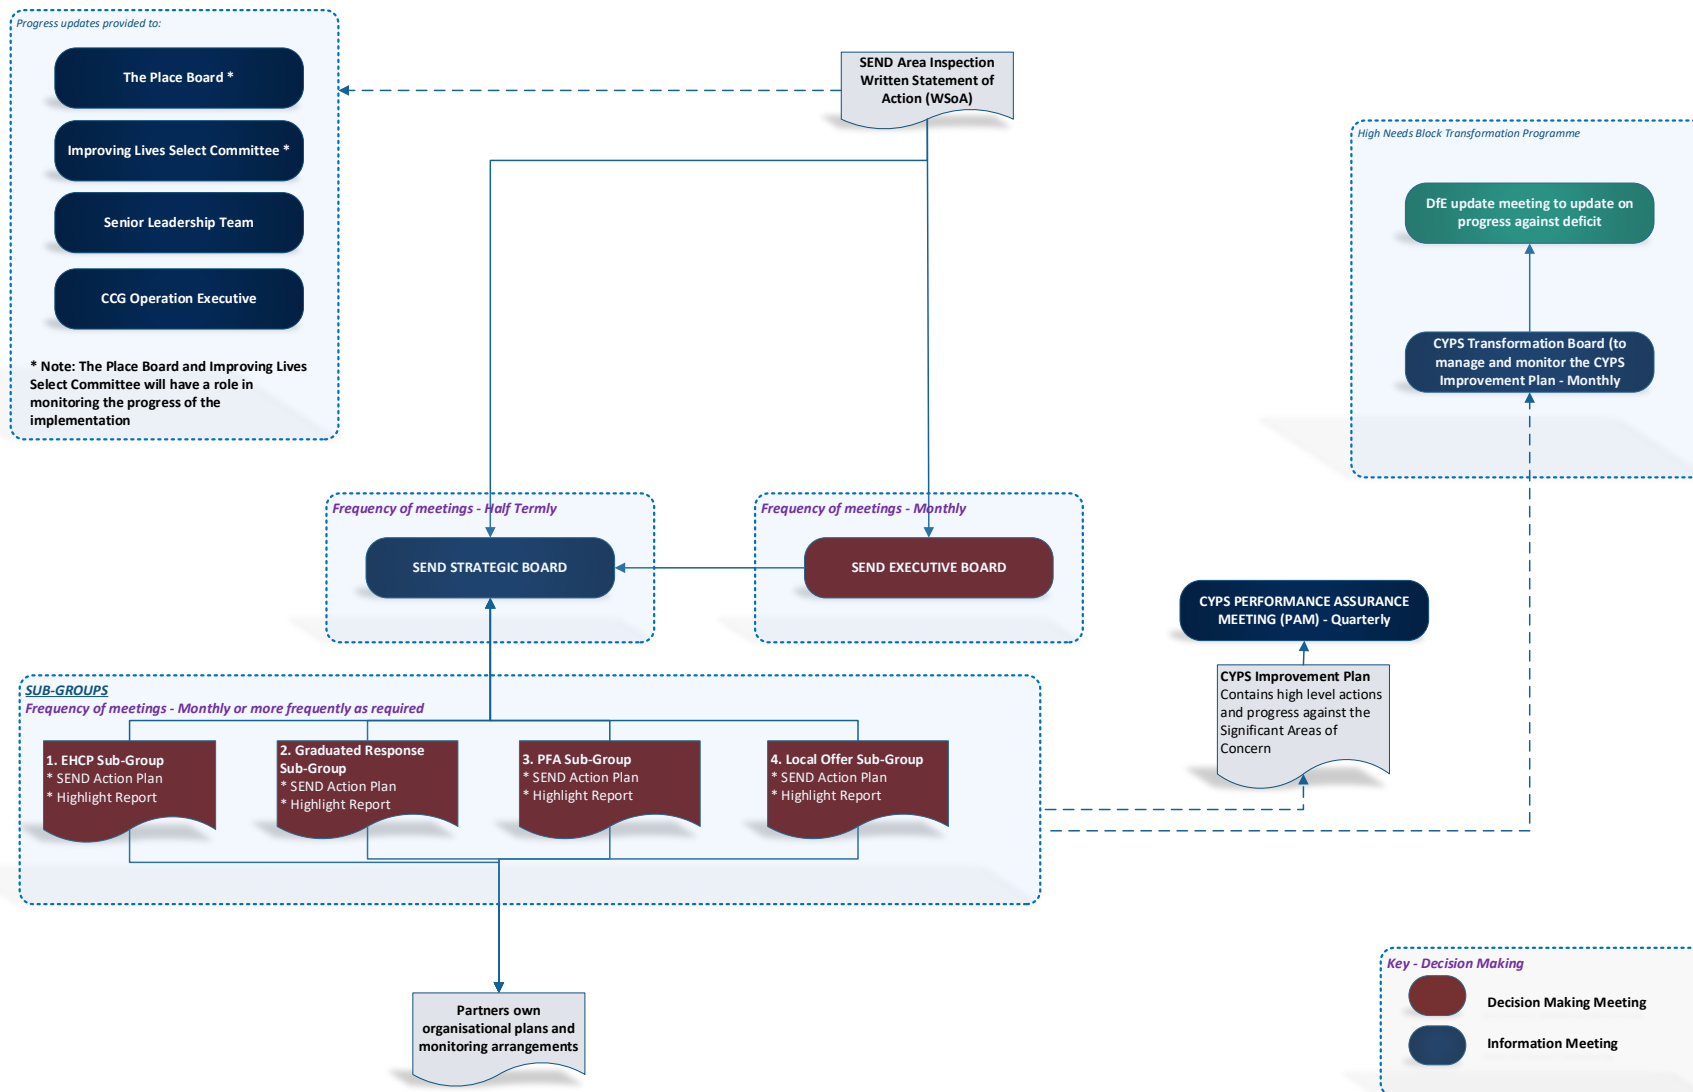 Progress updates provided to:
The Place Board *
Improving Lives Select Committee *
Senior Leadership Team
CCG Operation Executive
* Note: The Place Board and Improving Lives
Select Committee will have a role in
monitoring the progress of the
implementation
SEND Area Inspection
Written Statement of
Action (WSoA)
High Needs Block Transformation Programme
DfE update meeting to update on
progress against deficit
CYPS Transformation Board (to
manage and monitor the CYPS
Improvement Plan - Monthly
Frequency of meetings - Half Termly
SEND STRATEGIC BOARD
Frequency of meetings - Monthly
SEND EXECUTIVE BOARD
CYPS PERFORMANCE ASSURANCE
MEETING (PAM) - Quarterly
CYPS Improvement Plan
Contains high level actions
and progress against the
Significant Areas of
Concern
SUB-GROUPS
Frequency of meetings - Monthly or more frequently as required
1. EHCP Sub-Group
* SEND Action Plan
* Highlight Report
2. Graduated Response
Sub-Group
* SEND Action Plan
* Highlight Report
3. PFA Sub-Group
* SEND Action Plan
* Highlight Report
4. Local Offer Sub-Group
* SEND Action Plan
* Highlight Report
Partners own
organisational plans and
monitoring arrangements
Key - Decision Making
Decision Making Meeting
Information Meeting